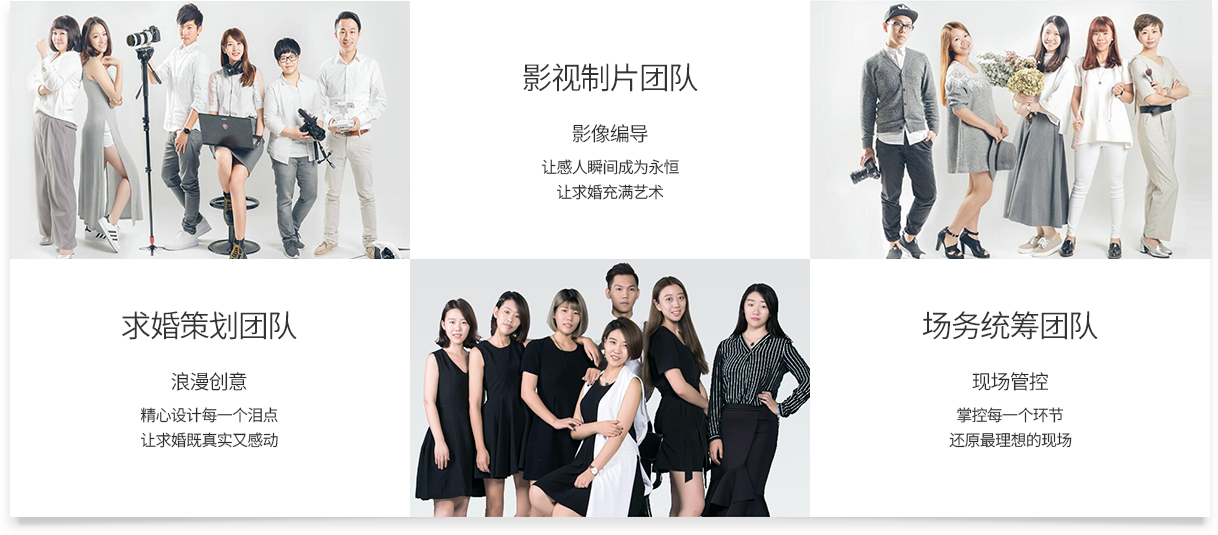 影视制片团队
影像编导
让感人瞬间成为永恒
让求婚充满艺术
求婚策划团队
浪漫创意
精心设计每一个泪点
让求婚既真实又感动
场务统筹团队
现场管控
掌控每一个环节
还原最理想的现场